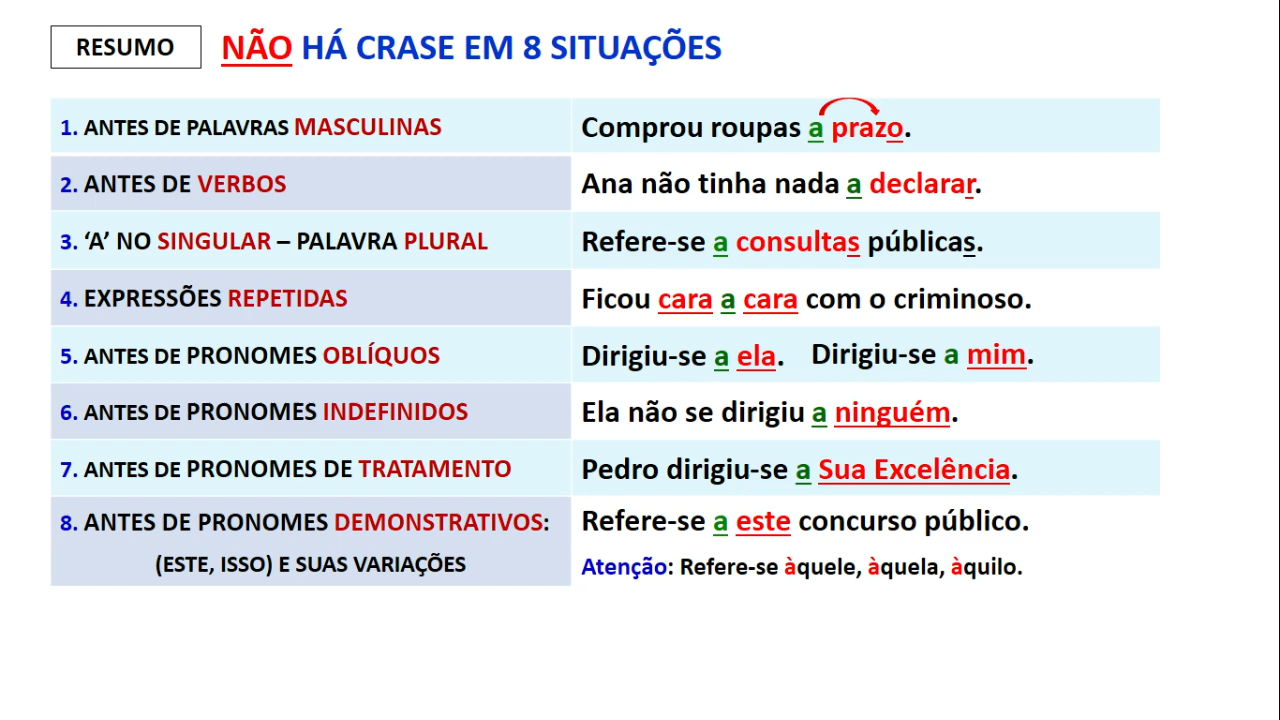 RESUMO NÃO HÁ CRASE EM 8 SITUAÇÕES
1. ANTES DE PALAVRAS MASCULINAS Comprou roupas a prazo.
2. ANTES DE VERBOS Ana não tinha nada a declarar.
3. ‘A’ NO SINGULAR – PALAVRA PLURAL Refere-se a consultas públicas.
4. EXPRESSÕES REPETIDAS Ficou cara a cara com o criminoso.
5. ANTES DE PRONOMES OBLÍQUOS Dirigiu-se a ela. Dirigiu-se a mim.
6. ANTES DE PRONOMES INDEFINIDOS Ela não se dirigiu a ninguém.
7. ANTES DE PRONOMES DE TRATAMENTO Pedro dirigiu-se a Sua Excelência.
8. ANTES DE PRONOMES DEMONSTRATIVOS: Refere-se a este concurso público.
(ESTE, ISSO) E SUAS VARIAÇÕES Atenção: Refere-se àquele, àquela, àquilo.